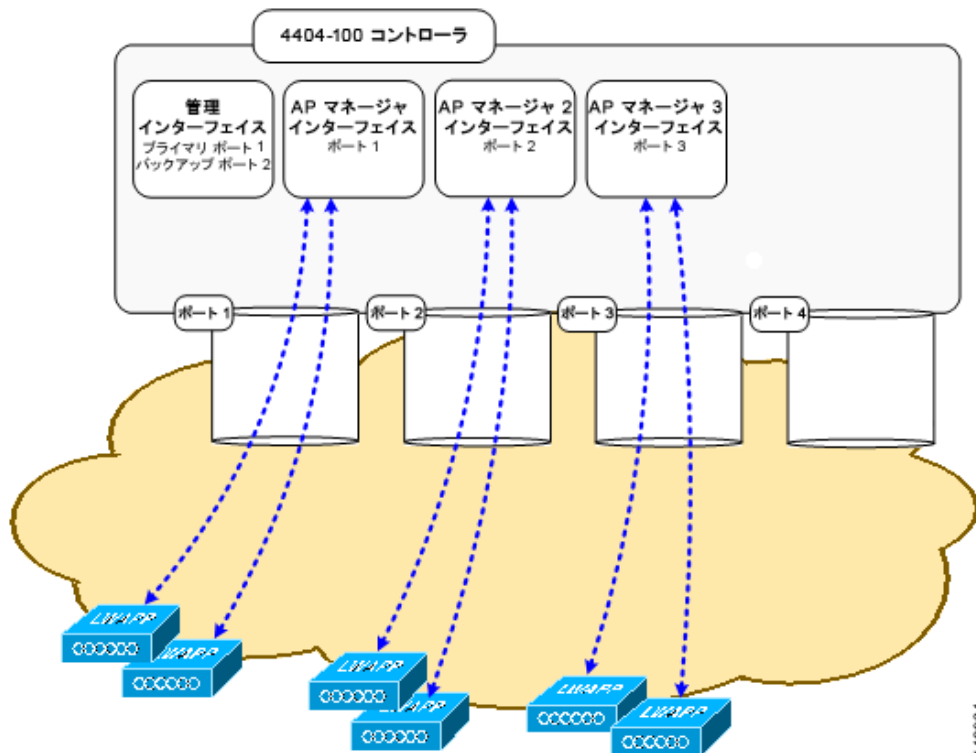 4404-100 コントローラ
管理
インターフェイス
プライマリ ポート 1
バックアップ ポート 2
AP マネージャ
インターフェイス
ポート 1
AP マネージャ 2
インターフェイス
ポート 2
AP マネージャ 3
インターフェイス
ポート 3
ポート 1
ポート 2
ポート 3
ポート 4
LWAPP
LWAPP
LWAPP
LWAPP
LWAPP
LWAPP